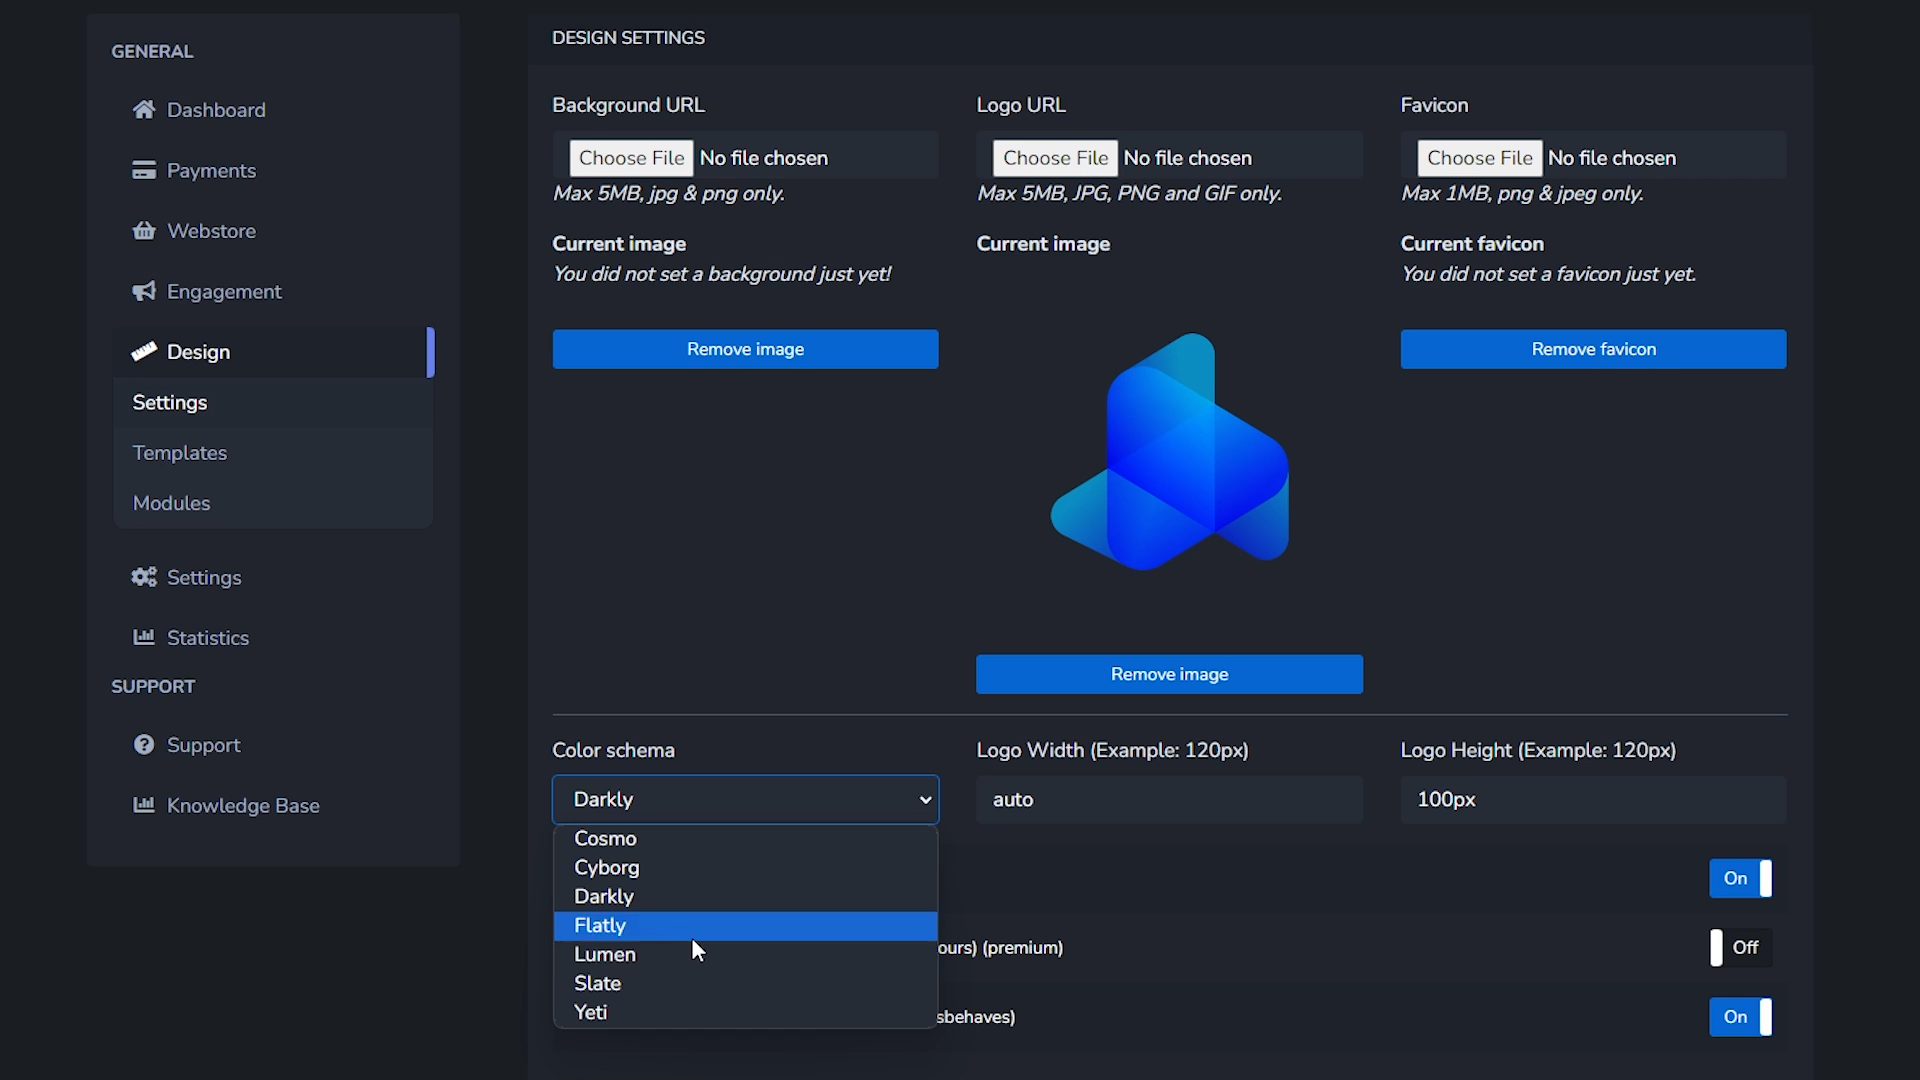 GENERAL
Dashboard
Payments
Webstore
Engagement
Design
Settings
Templates
Modules
Settings
Statistics
SUPPORT
Support
Knowledge Base
DESIGN SETTINGS
Background URL
Choose File No file chosen
Max 5MB, jpg & png only.
Current image
You did not set a background just yet!
Remove image
Logo URL
Choose File No file chosen
Max 5MB, JPG, PNG and GIF only.
Current image
Remove image
Favicon
Choose File No file chosen
Max 1MB, png & jpeg only.
Current favicon
You did not set a favicon just yet.
Remove favicon
Color schema
Darkly
Cosmo
Cyborg
Darkly
Flatly
Lumen
Slate
Yeti
Logo Width (Example: 120px)
auto
Logo Height (Example: 120px)
100px
On
ours) (premium)
Off
sbehaves)
On